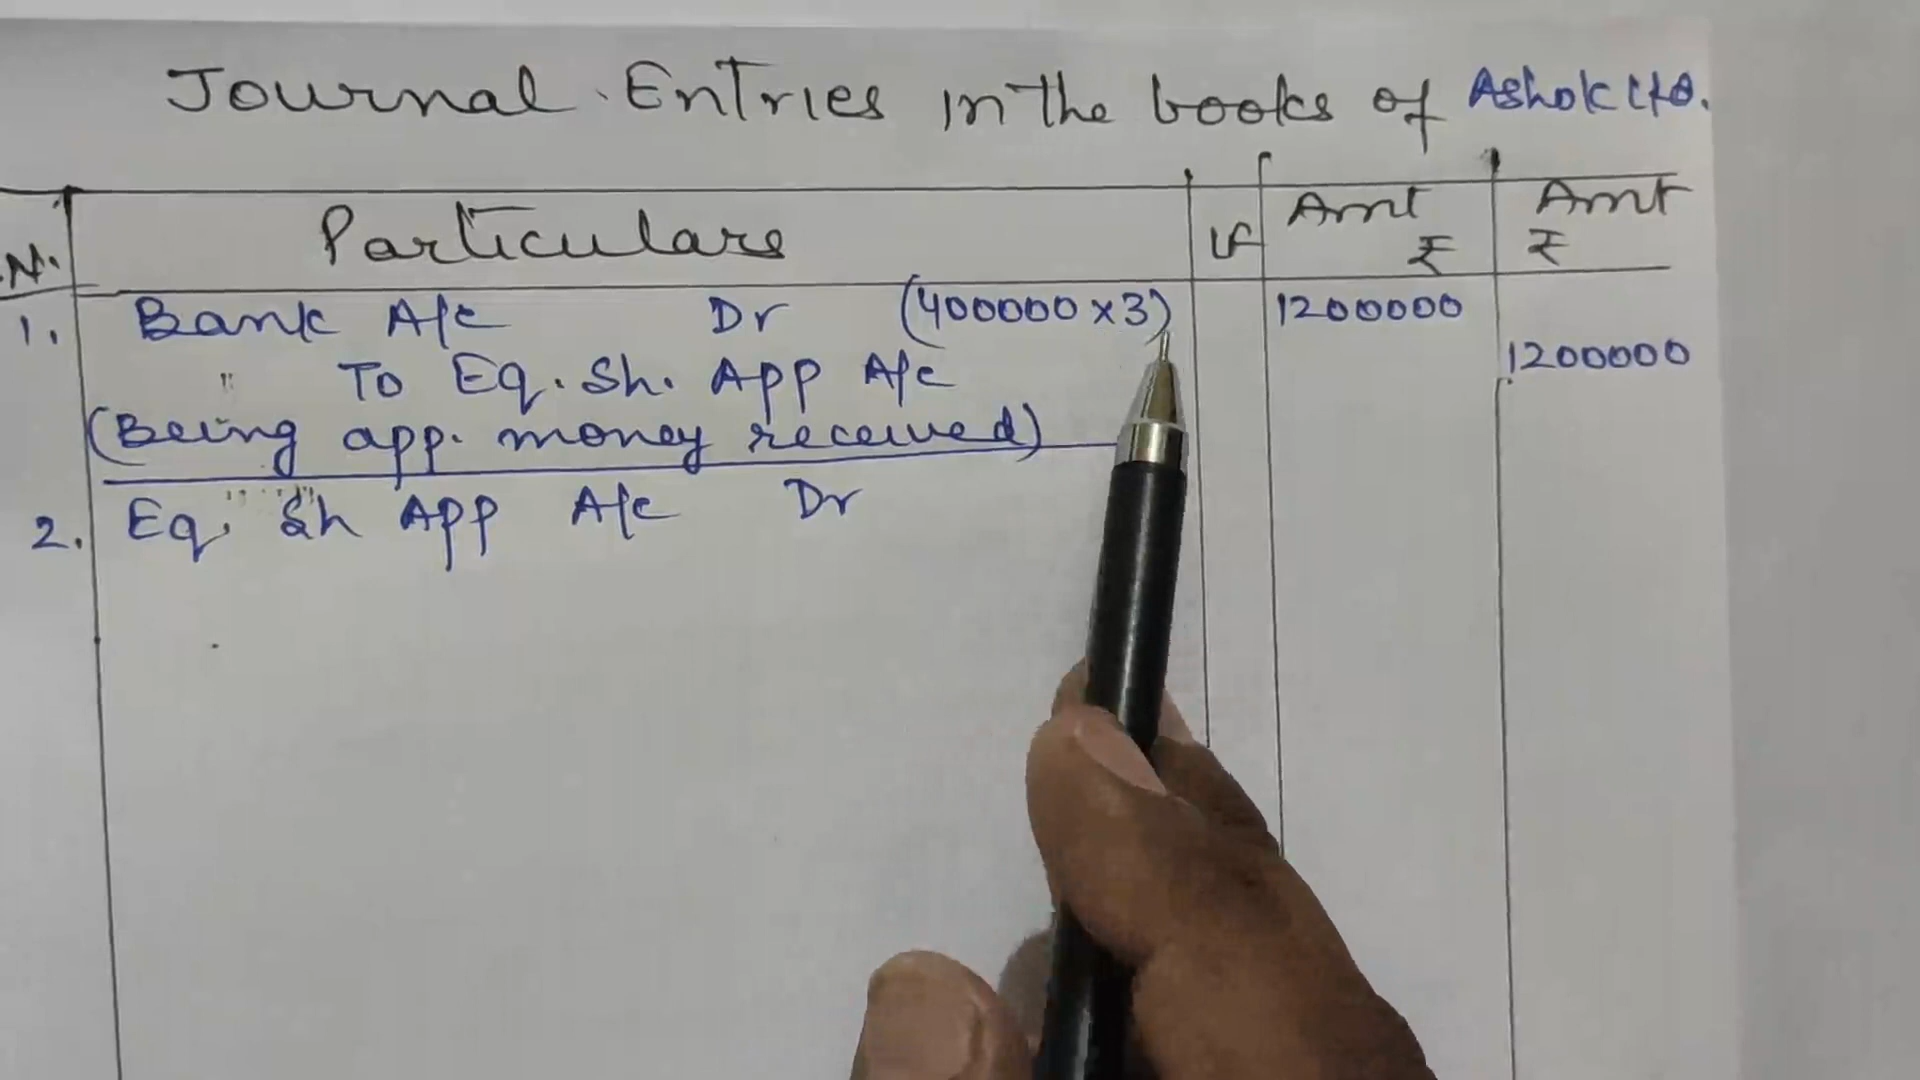 Journal Entries in the books of Ashok Ltd.
N. Particulars LF Amt ₹ Amt ₹
1. Bank A/c Dr (400000 x 3) 1200000
" To Eq. Sh. App A/c 1200000
(Being app. money received)
2. Eq. Sh App A/c Dr